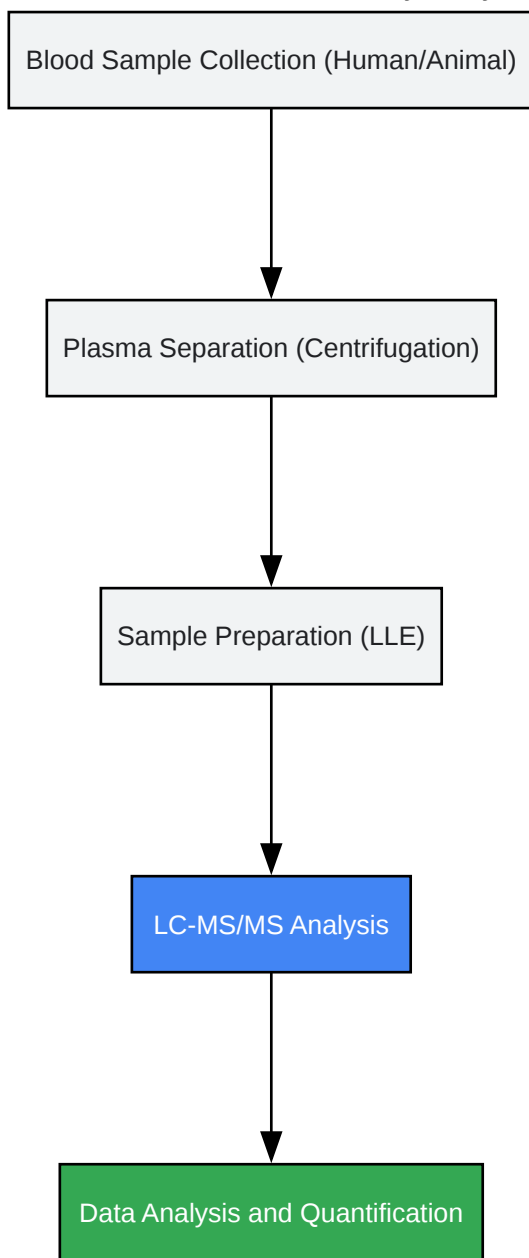 Blood Sample Collection (Human/Animal)
Plasma Separation (Centrifugation)
Sample Preparation (LLE)
LC-MS/MS Analysis
Data Analysis and Quantification